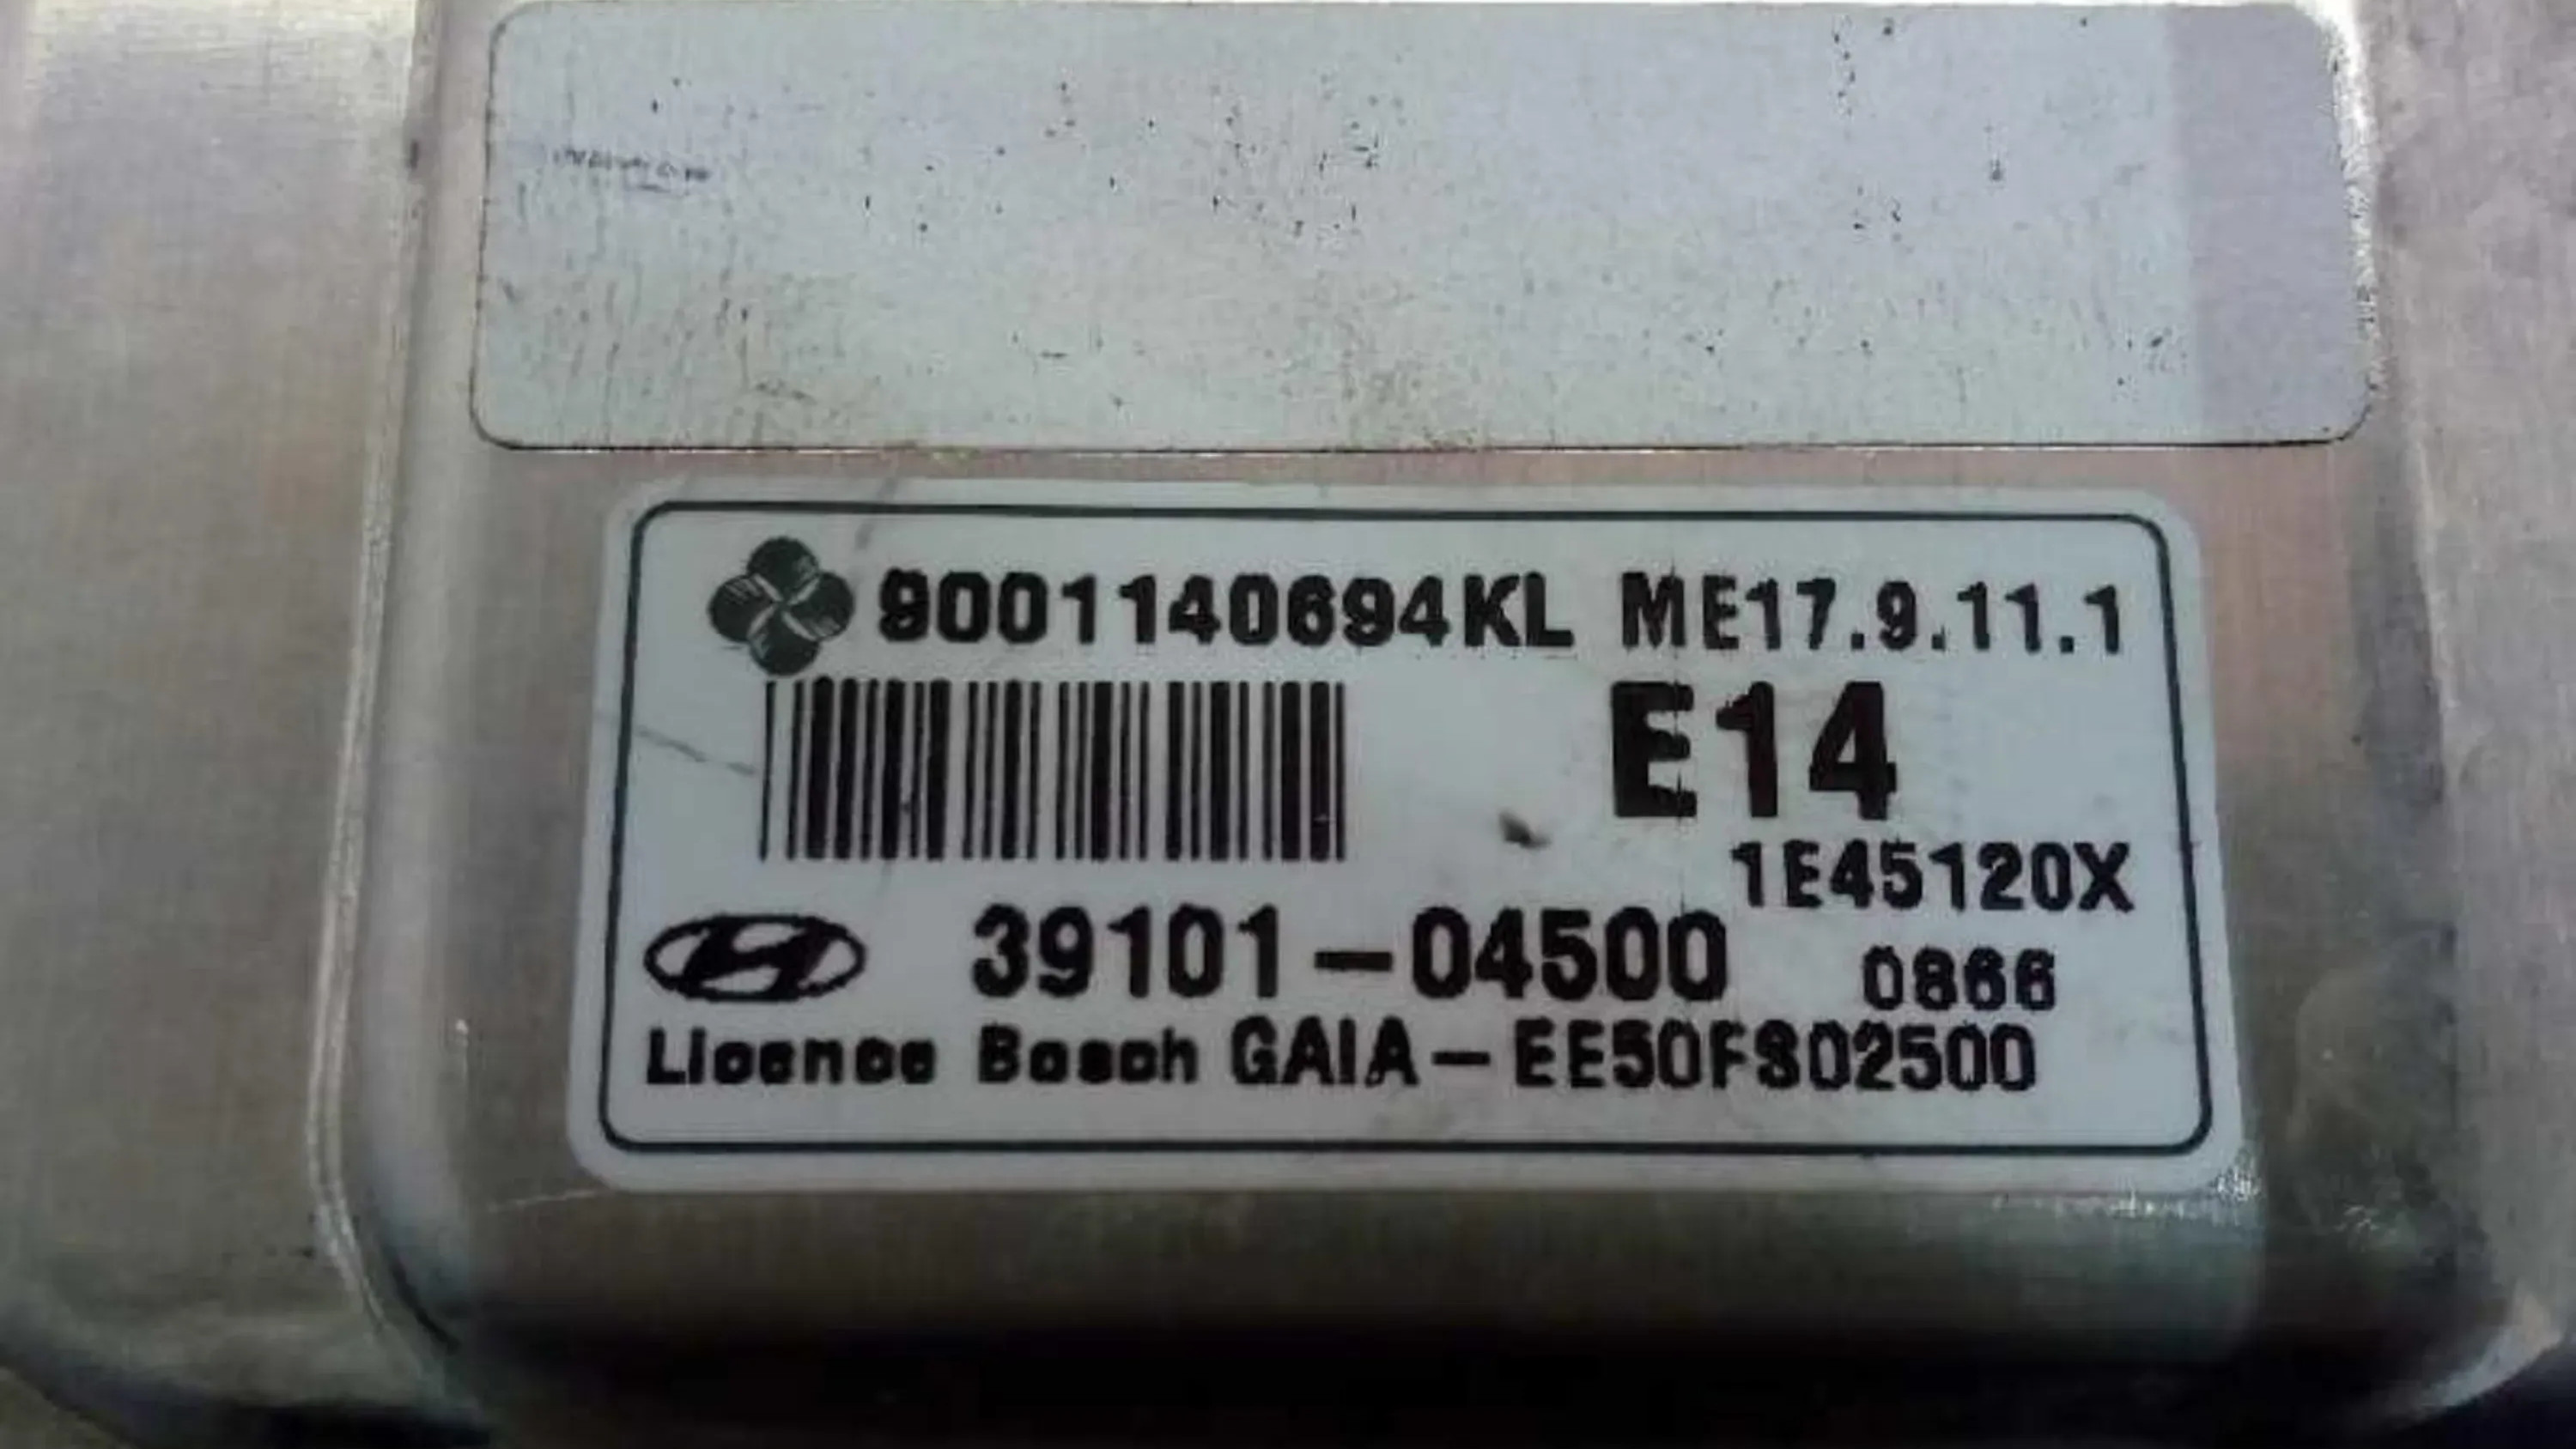 9001140694KL ME17.9.11.1
E14
1E45120X
39101-04500 0866
Licence Bosch GAIA-EE50FS02500